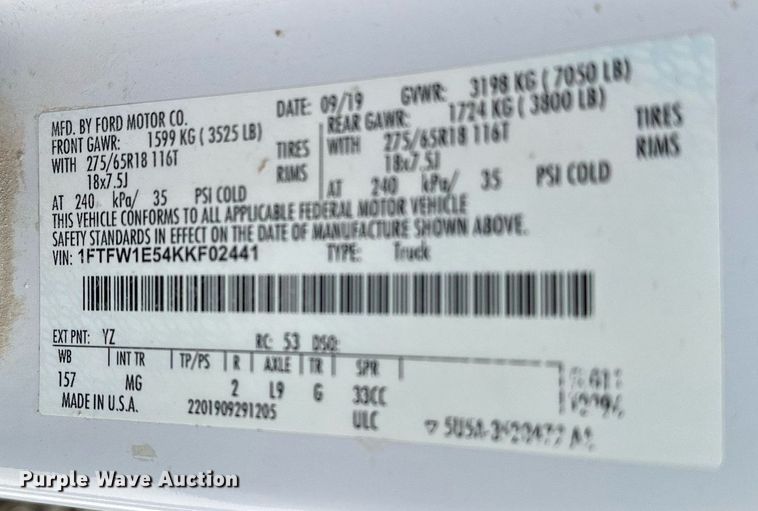 MFD. BY FORD MOTOR CO. DATE: 09/19 GVWR: 3198 KG ( 7050 LB)
FRONT GAWR: 1599 KG ( 3525 LB) REAR GAWR: 1724 KG ( 3800 LB)
WITH 275/65R18 116T TIRES WITH 275/65R18 116T TIRES
18x7.5J RIMS 18x7.5J RIMS
AT 240 kPa/ 35 PSI COLD AT 240 kPa/ 35 PSI COLD
THIS VEHICLE CONFORMS TO ALL APPLICABLE FEDERAL MOTOR VEHICLE
SAFETY STANDARDS IN EFFECT ON THE DATE OF MANUFACTURE SHOWN ABOVE.
VIN: 1FTFW1E54KKF02441 TYPE: Truck
EXT PNT: YZ RC: 53 DSO:
WB INT TR TP/PS R AXLE TR SPR
157 MG 2 L9 G 33CC
MADE IN U.S.A. 2201909291205 ULC
Purple Wave Auction